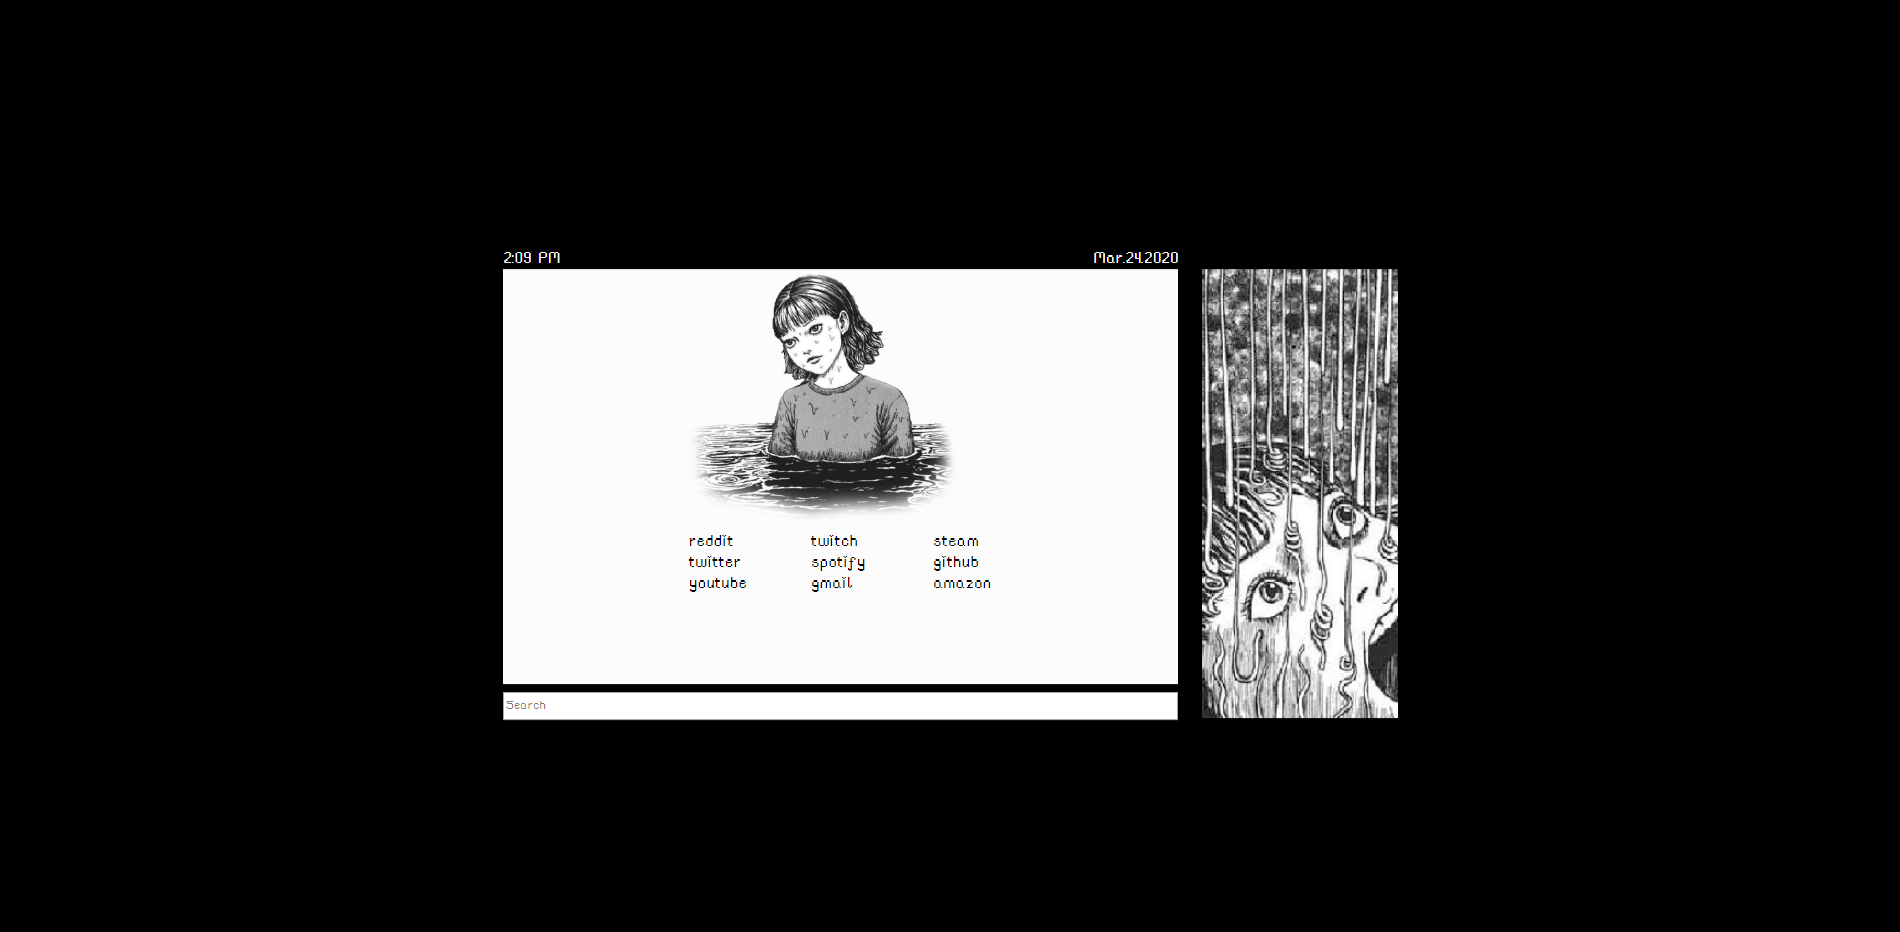 2:09 PM
Mar.24.2020
reddit
twitch
steam
twitter
spotify
github
youtube
gmail
amazon
Search